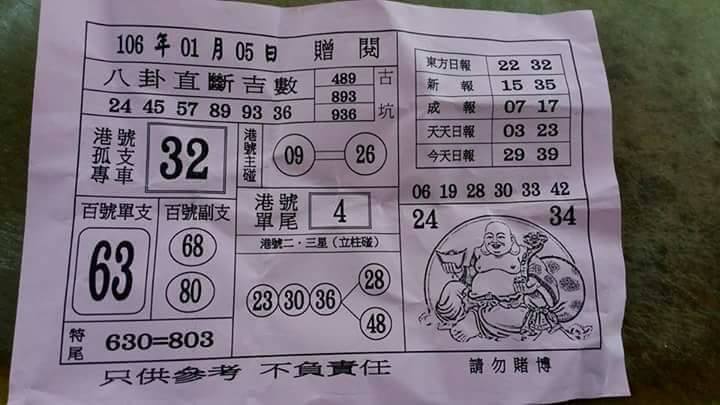 106 年 01 月 05 日 贈 閱
八卦直斷吉數
24 45 57 89 93 36
489
893
936
古坑
港號孤支專車
32
港號主碰
09 26
港號單尾
4
百號單支
63
百號副支
68
80
港號二·三星(立柱碰)
23 30 36
28
48
特尾
630=803
東方日報 22 32
新報 15 35
成報 07 17
天天日報 03 23
今天日報 29 39
06 19 28 30 33 42
24 34
只供參考 不負責任
請勿賭博